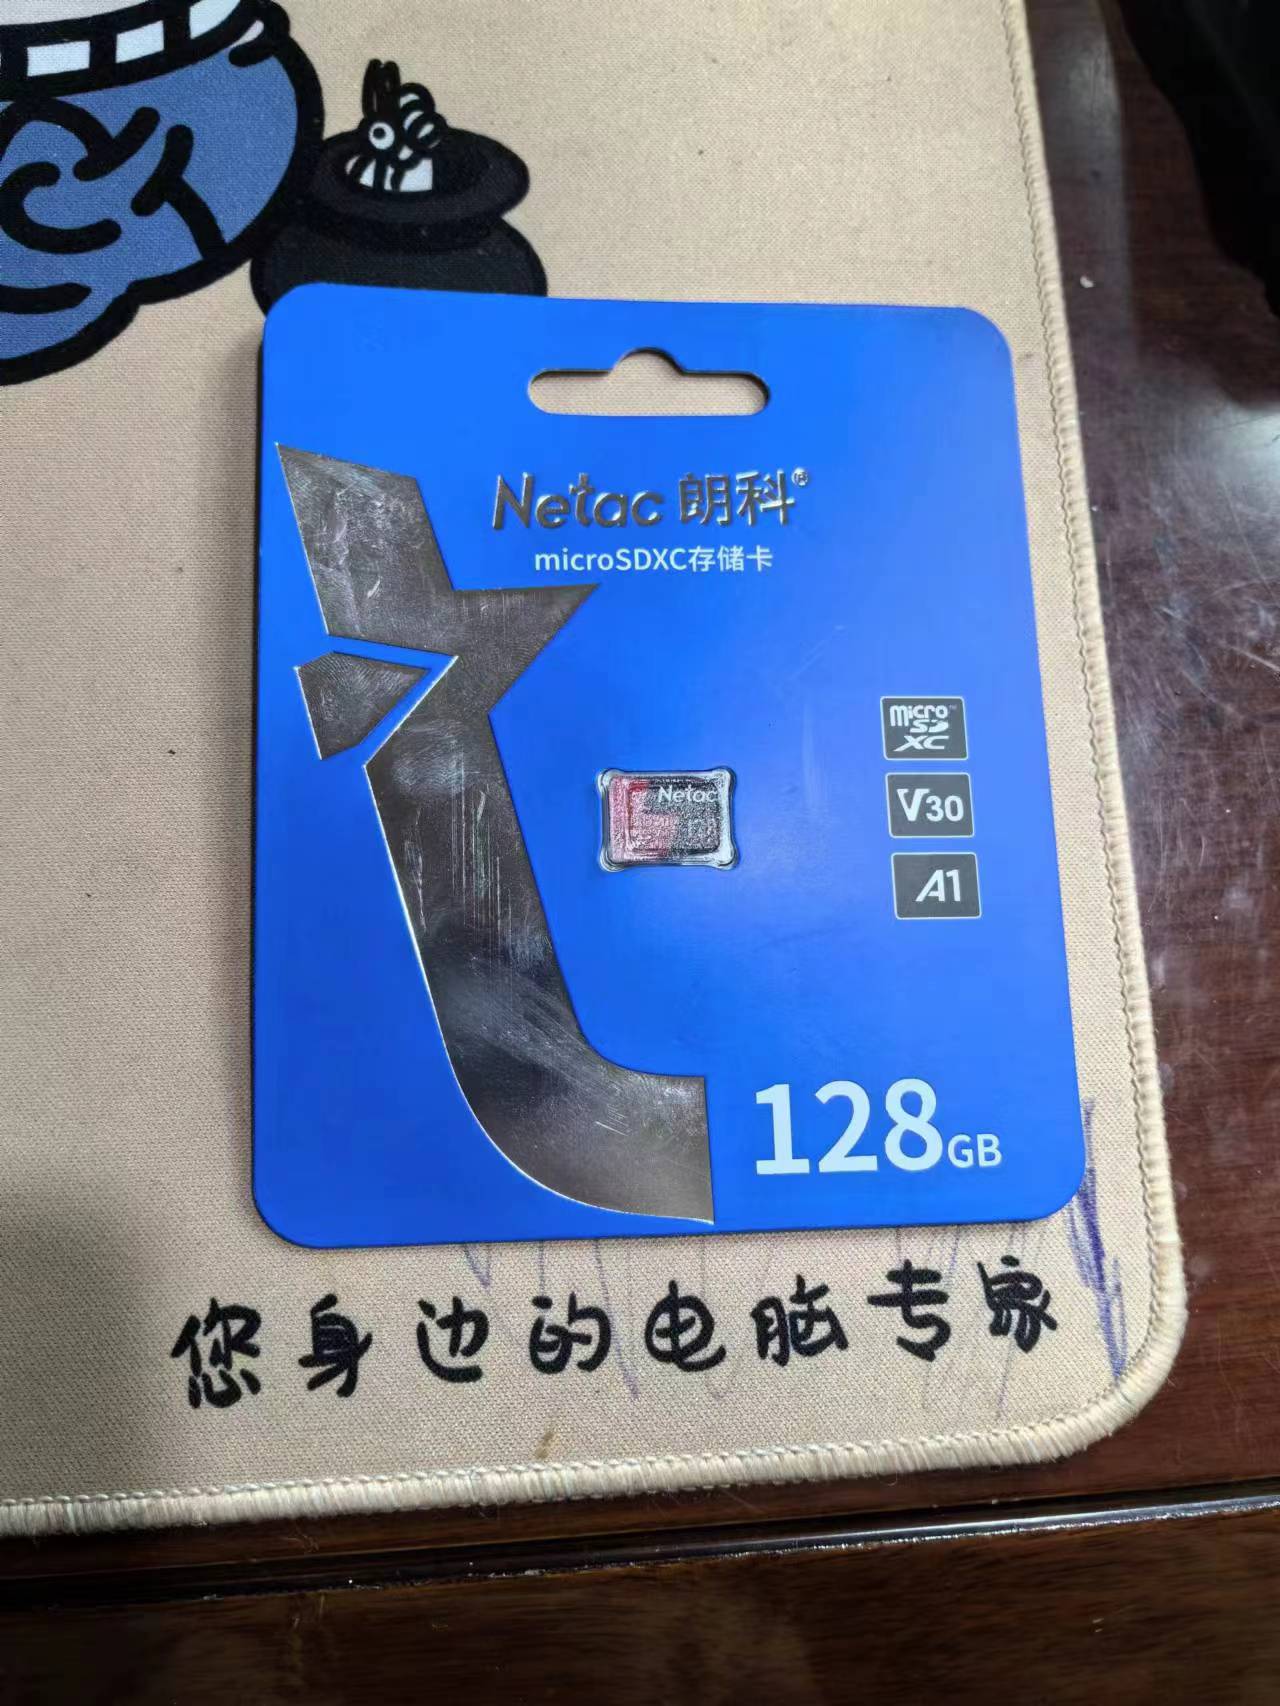 Netac 朗科®
microSDXC存储卡
micro SD XC
V30
A1
Netac
128GB
您身边的电脑专家